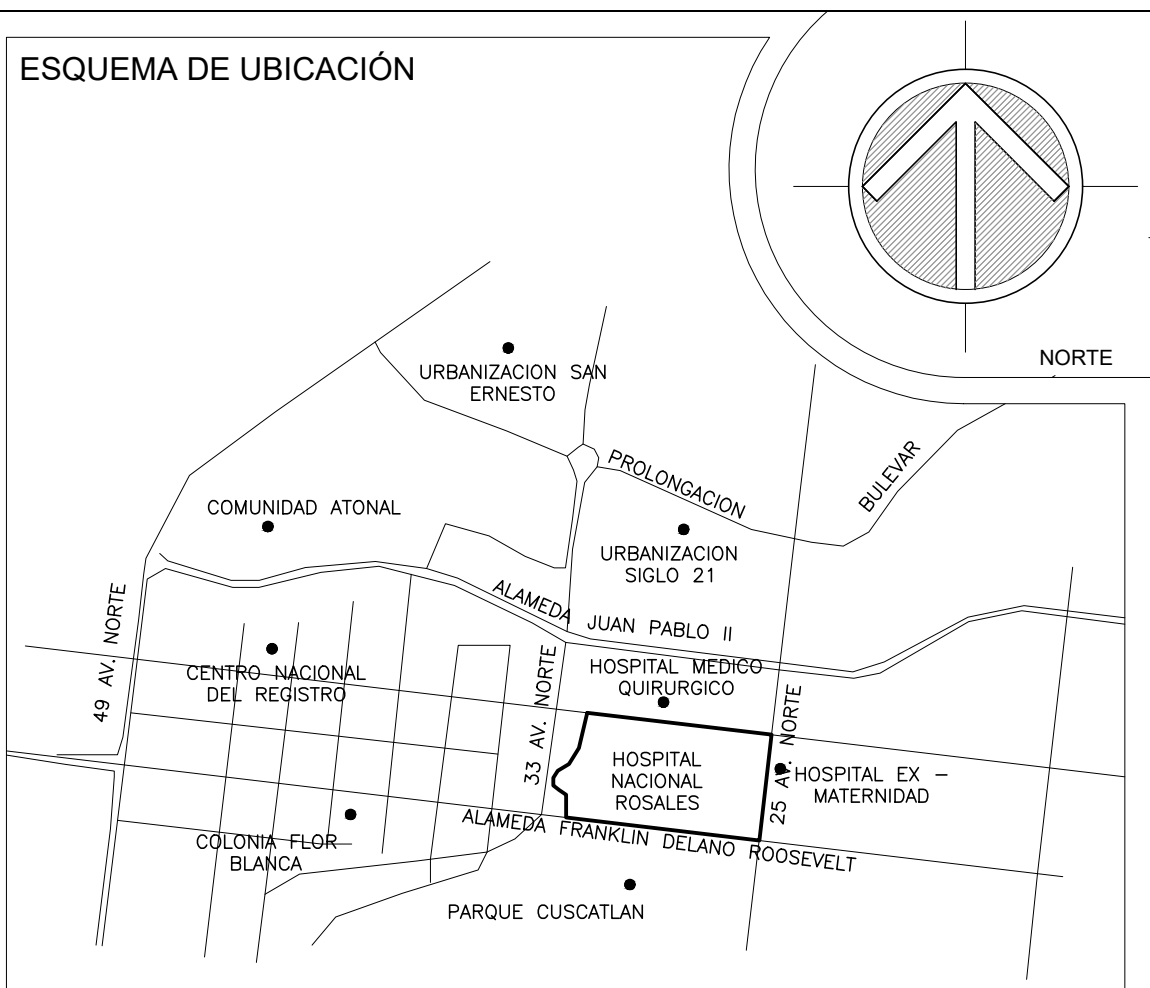 ESQUEMA DE UBICACIÓN
NORTE
URBANIZACION SAN
ERNESTO
PROLONGACION
BULEVAR
COMUNIDAD ATONAL
URBANIZACION
SIGLO 21
ALAMEDA JUAN PABLO II
49 AV. NORTE
CENTRO NACIONAL
DEL REGISTRO
33 AV. NORTE
HOSPITAL MEDICO
QUIRURGICO
25 AV. NORTE
HOSPITAL
NACIONAL
ROSALES
HOSPITAL EX –
MATERNIDAD
COLONIA FLOR
BLANCA
ALAMEDA FRANKLIN DELANO ROOSEVELT
PARQUE CUSCATLAN